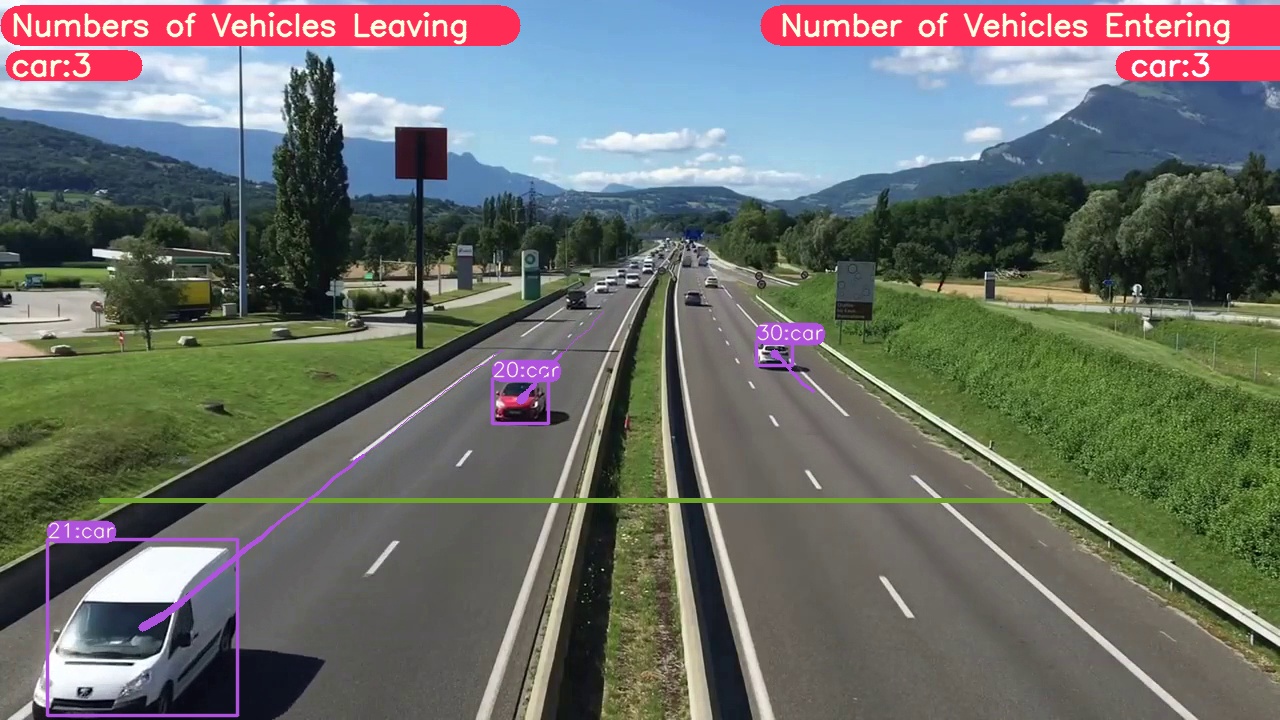 Numbers of Vehicles Leaving
Number of Vehicles Entering
car:3
car:3
30:car
20:car
21:car